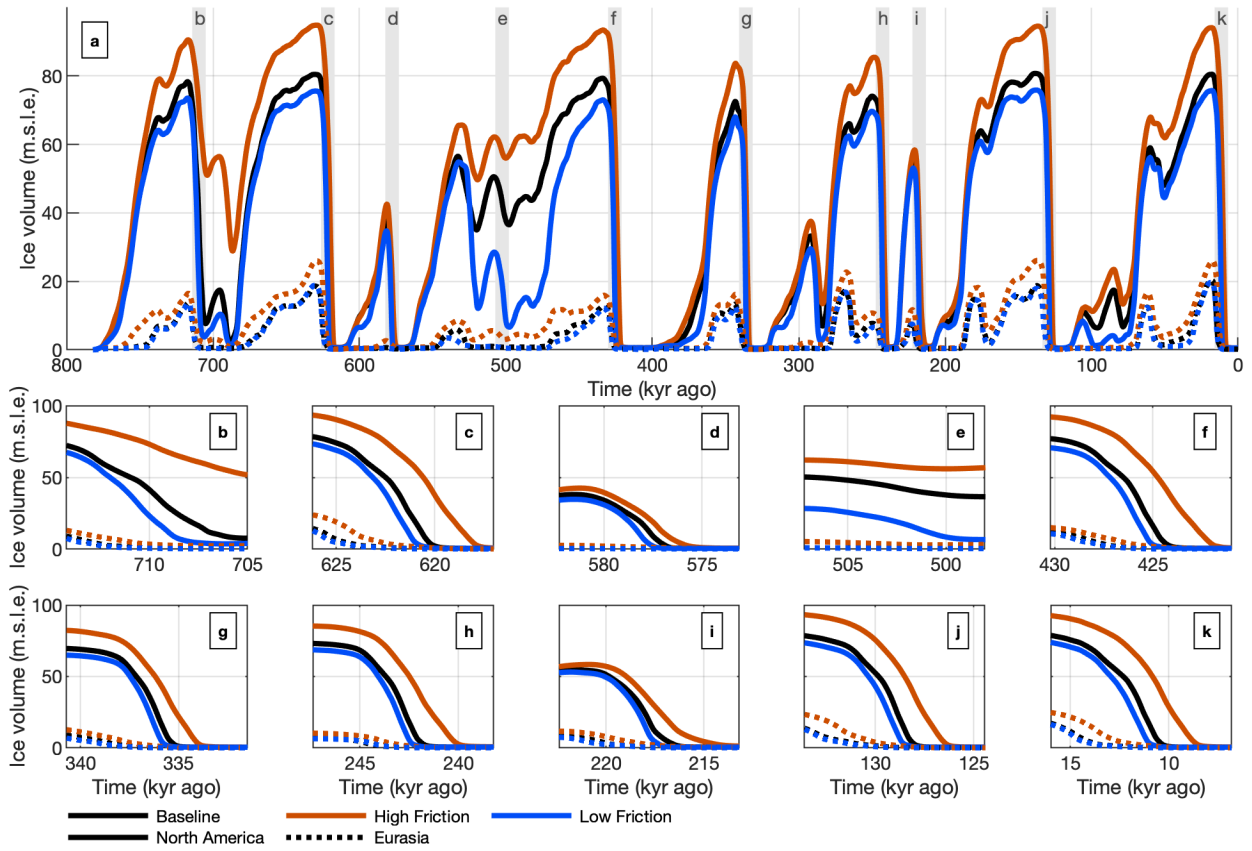 a
b c d e f g h i j k
Ice volume (m.s.l.e.)
80
60
40
20
0
800 700 600 500 400 300 200 100 0
Time (kyr ago)
Ice volume (m.s.l.e.)
100
50
0
b
710 705
c
625 620
d
580 575
e
505 500
f
430 425
Ice volume (m.s.l.e.)
100
50
0
g
340 335
h
245 240
i
220 215
j
130 125
k
15 10
Time (kyr ago) Time (kyr ago) Time (kyr ago) Time (kyr ago) Time (kyr ago)
Baseline High Friction Low Friction
North America Eurasia